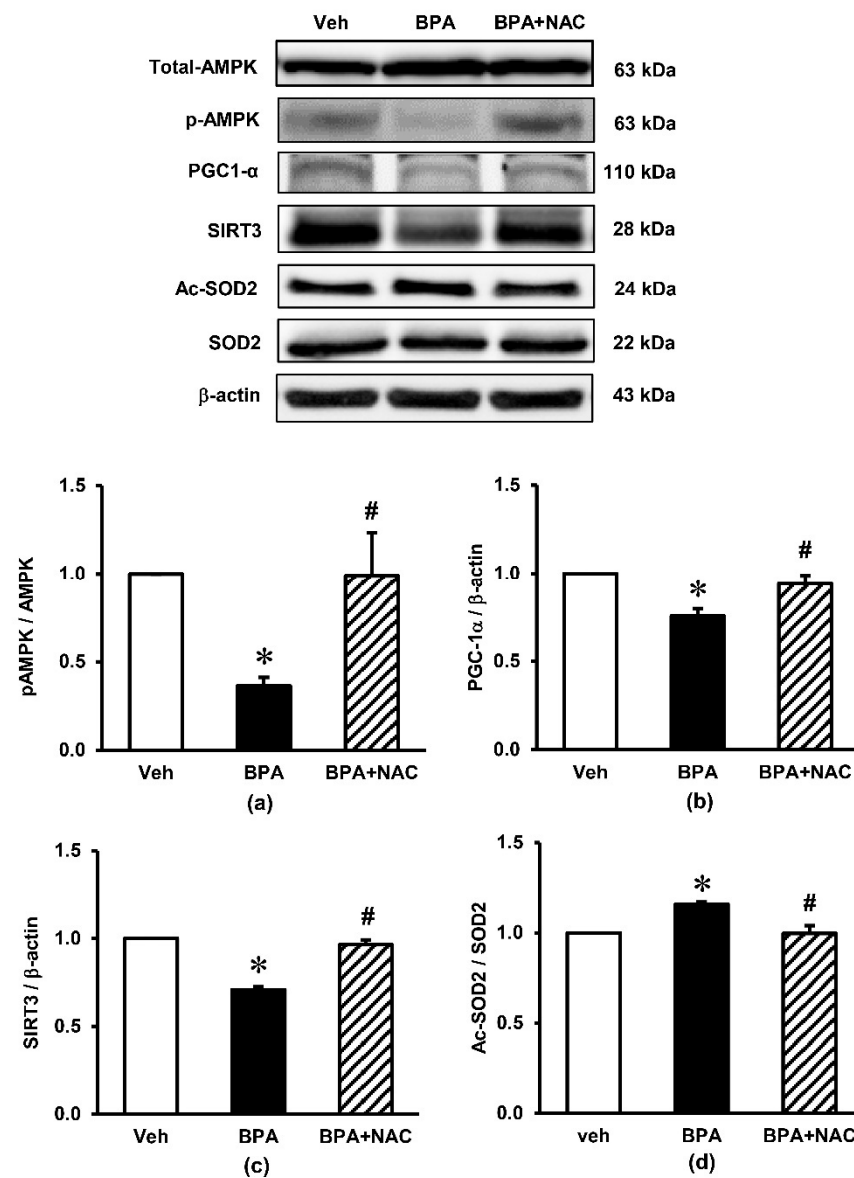 Veh BPA BPA+NAC
Total-AMPK 63 kDa
p-AMPK 63 kDa
PGC1-α 110 kDa
SIRT3 28 kDa
Ac-SOD2 24 kDa
SOD2 22 kDa
β-actin 43 kDa
pAMPK / AMPK
1.5
1.0
0.5
0.0
*
#
Veh BPA BPA+NAC
(a)
PGC-1α / β-actin
1.5
1.0
0.5
0.0
*
#
Veh BPA BPA+NAC
(b)
SIRT3 / β-actin
1.5
1.0
0.5
0.0
*
#
Veh BPA BPA+NAC
(c)
Ac-SOD2 / SOD2
1.5
1.0
0.5
0.0
*
#
veh BPA BPA+NAC
(d)